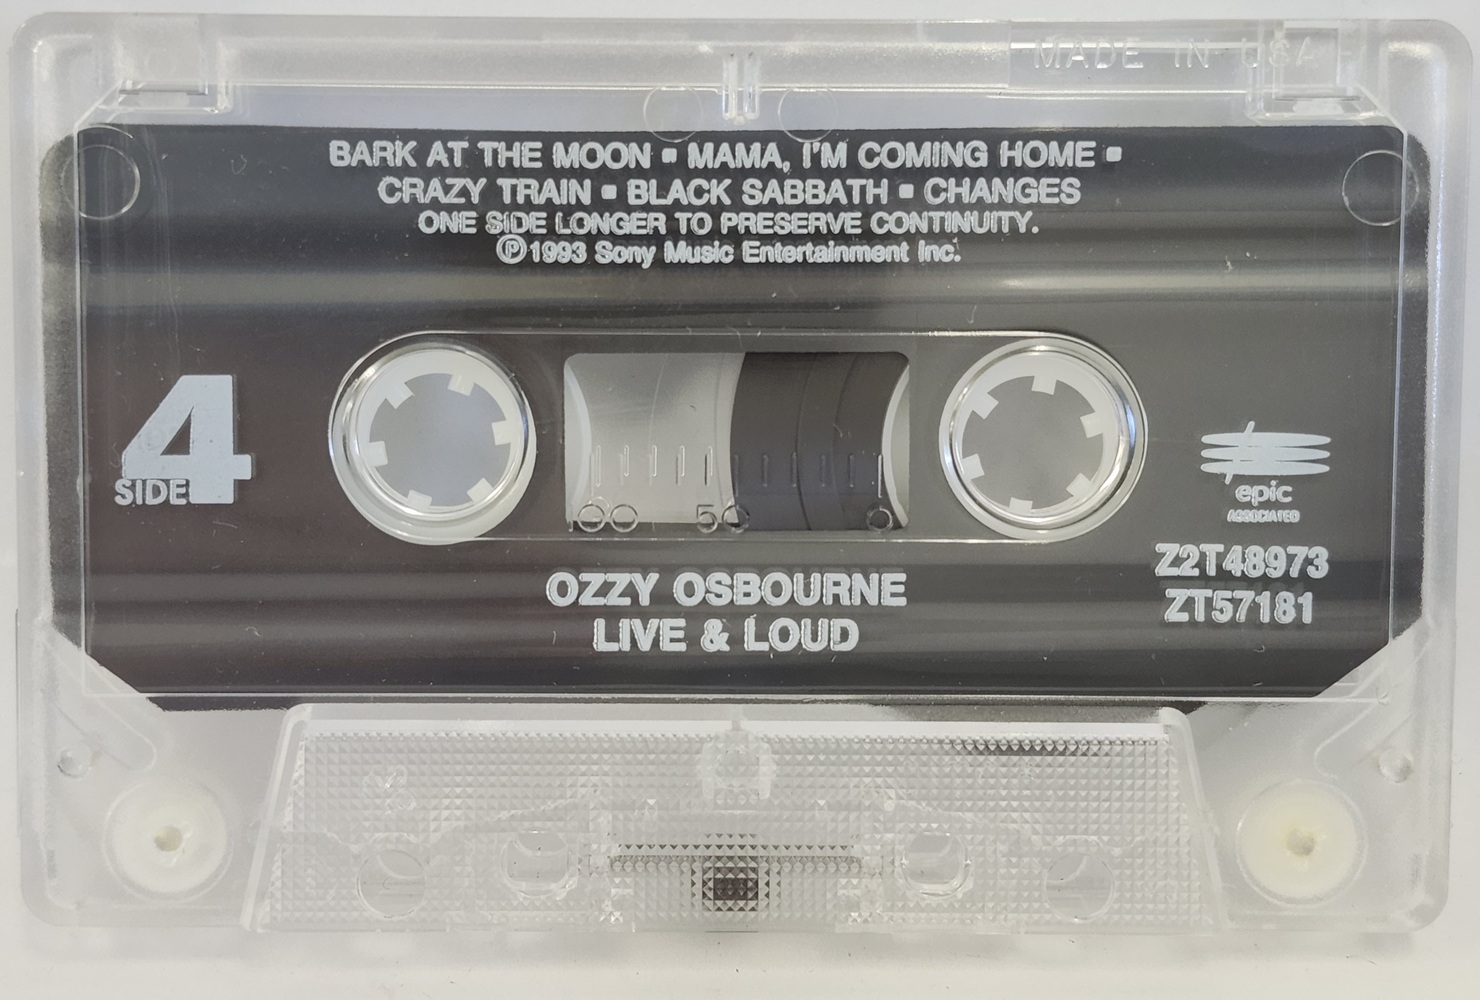 MADE IN USA
BARK AT THE MOON ▪ MAMA, I'M COMING HOME ▪
CRAZY TRAIN ▪ BLACK SABBATH ▪ CHANGES
ONE SIDE LONGER TO PRESERVE CONTINUITY.
℗1993 Sony Music Entertainment Inc.
SIDE 4
100 50 0
epic
ASSOCIATED
Z2T48973
ZT57181
OZZY OSBOURNE
LIVE & LOUD